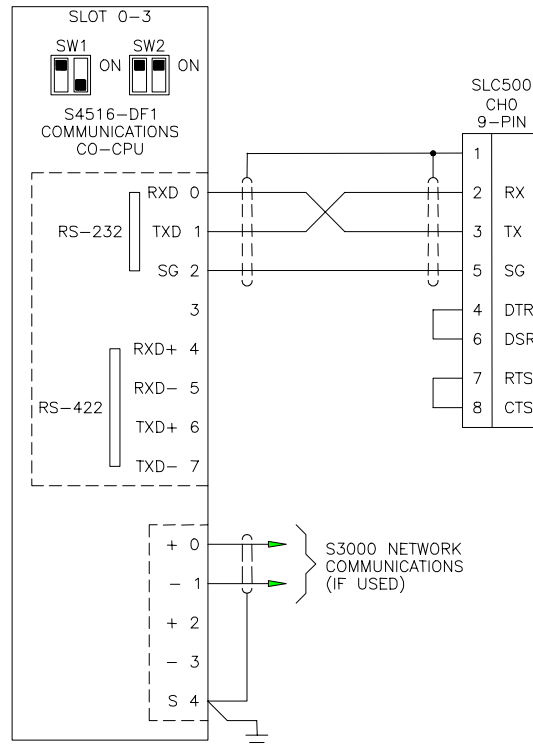 SLOT 0-3
SW1 ON SW2 ON
S4516-DF1
COMMUNICATIONS
CO-CPU
SLC500
CH0
9-PIN
1
RXD 0 2 RX
RS-232 TXD 1 3 TX
SG 2 5 SG
3 4 DTR
RXD+ 4 6 DSR
RXD- 5 7 RTS
RS-422 8 CTS
TXD+ 6
TXD- 7
+ 0
- 1
+ 2
- 3
S 4
S3000 NETWORK
COMMUNICATIONS
(IF USED)